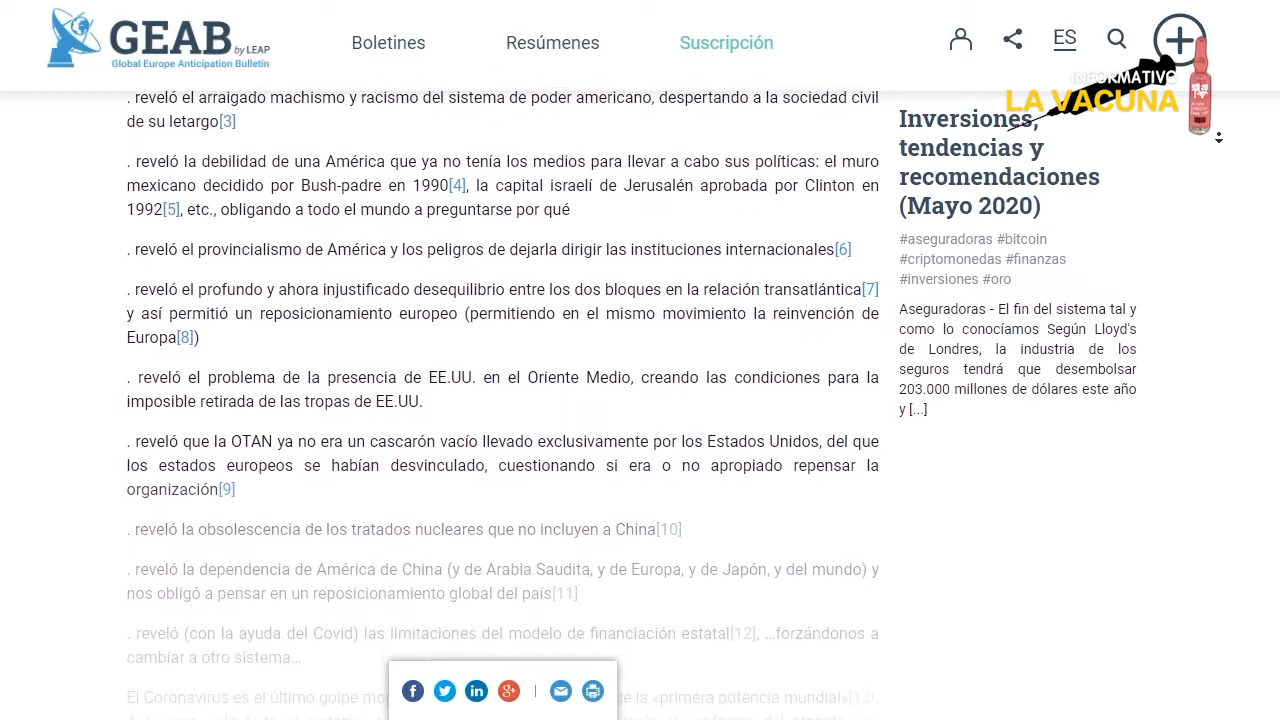 GEAB by LEAP
Global Europe Anticipation Bulletin
Boletines
Resúmenes
Suscripción
ES
INFORMATIVO
LA VACUNA
. reveló el arraigado machismo y racismo del sistema de poder americano, despertando a la sociedad civil
de su letargo[3]
. reveló la debilidad de una América que ya no tenía los medios para llevar a cabo sus políticas: el muro
mexicano decidido por Bush-padre en 1990[4], la capital israelí de Jerusalén aprobada por Clinton en
1992[5], etc., obligando a todo el mundo a preguntarse por qué
. reveló el provincialismo de América y los peligros de dejarla dirigir las instituciones internacionales[6]
. reveló el profundo y ahora injustificado desequilibrio entre los dos bloques en la relación transatlántica[7]
y así permitió un reposicionamiento europeo (permitiendo en el mismo movimiento la reinvención de
Europa[8])
. reveló el problema de la presencia de EE.UU. en el Oriente Medio, creando las condiciones para la
imposible retirada de las tropas de EE.UU.
. reveló que la OTAN ya no era un cascarón vacío llevado exclusivamente por los Estados Unidos, del que
los estados europeos se habían desvinculado, cuestionando si era o no apropiado repensar la
organización[9]
. reveló la obsolescencia de los tratados nucleares que no incluyen a China[10]
. reveló la dependencia de América de China (y de Arabia Saudita, y de Europa, y de Japón, y del mundo) y
nos obligó a pensar en un reposicionamiento global del país[11]
. reveló (con la ayuda del Covid) las limitaciones del modelo de financiación estatal[12], ...forzándonos a
cambiar a otro sistema...
El Coronavirus es el último golpe de la «primera potencia mundial»[13].
Inversiones,
tendencias y
recomendaciones
(Mayo 2020)
#aseguradoras #bitcoin
#criptomonedas #finanzas
#inversiones #oro
Aseguradoras - El fin del sistema tal y
como lo conocíamos Según Lloyd's
de Londres, la industria de los
seguros tendrá que desembolsar
203.000 millones de dólares este año
y [...]